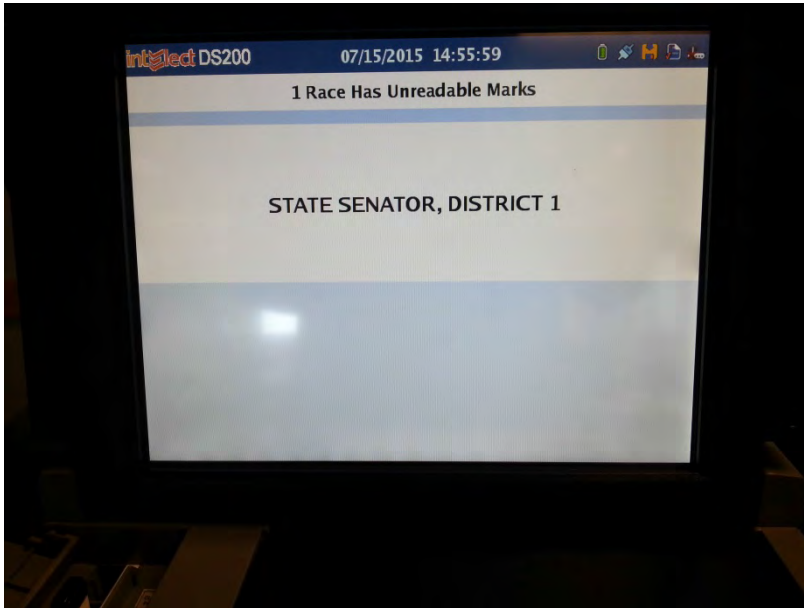 intElect DS200 07/15/2015 14:55:59
1 Race Has Unreadable Marks
STATE SENATOR, DISTRICT 1